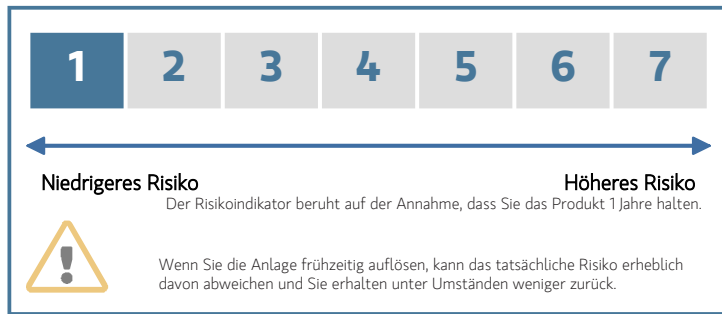 1 2 3 4 5 6 7
Niedrigeres Risiko Höheres Risiko
Der Risikoindikator beruht auf der Annahme, dass Sie das Produkt 1 Jahre halten.
!
Wenn Sie die Anlage frühzeitig auflösen, kann das tatsächliche Risiko erheblich
davon abweichen und Sie erhalten unter Umständen weniger zurück.